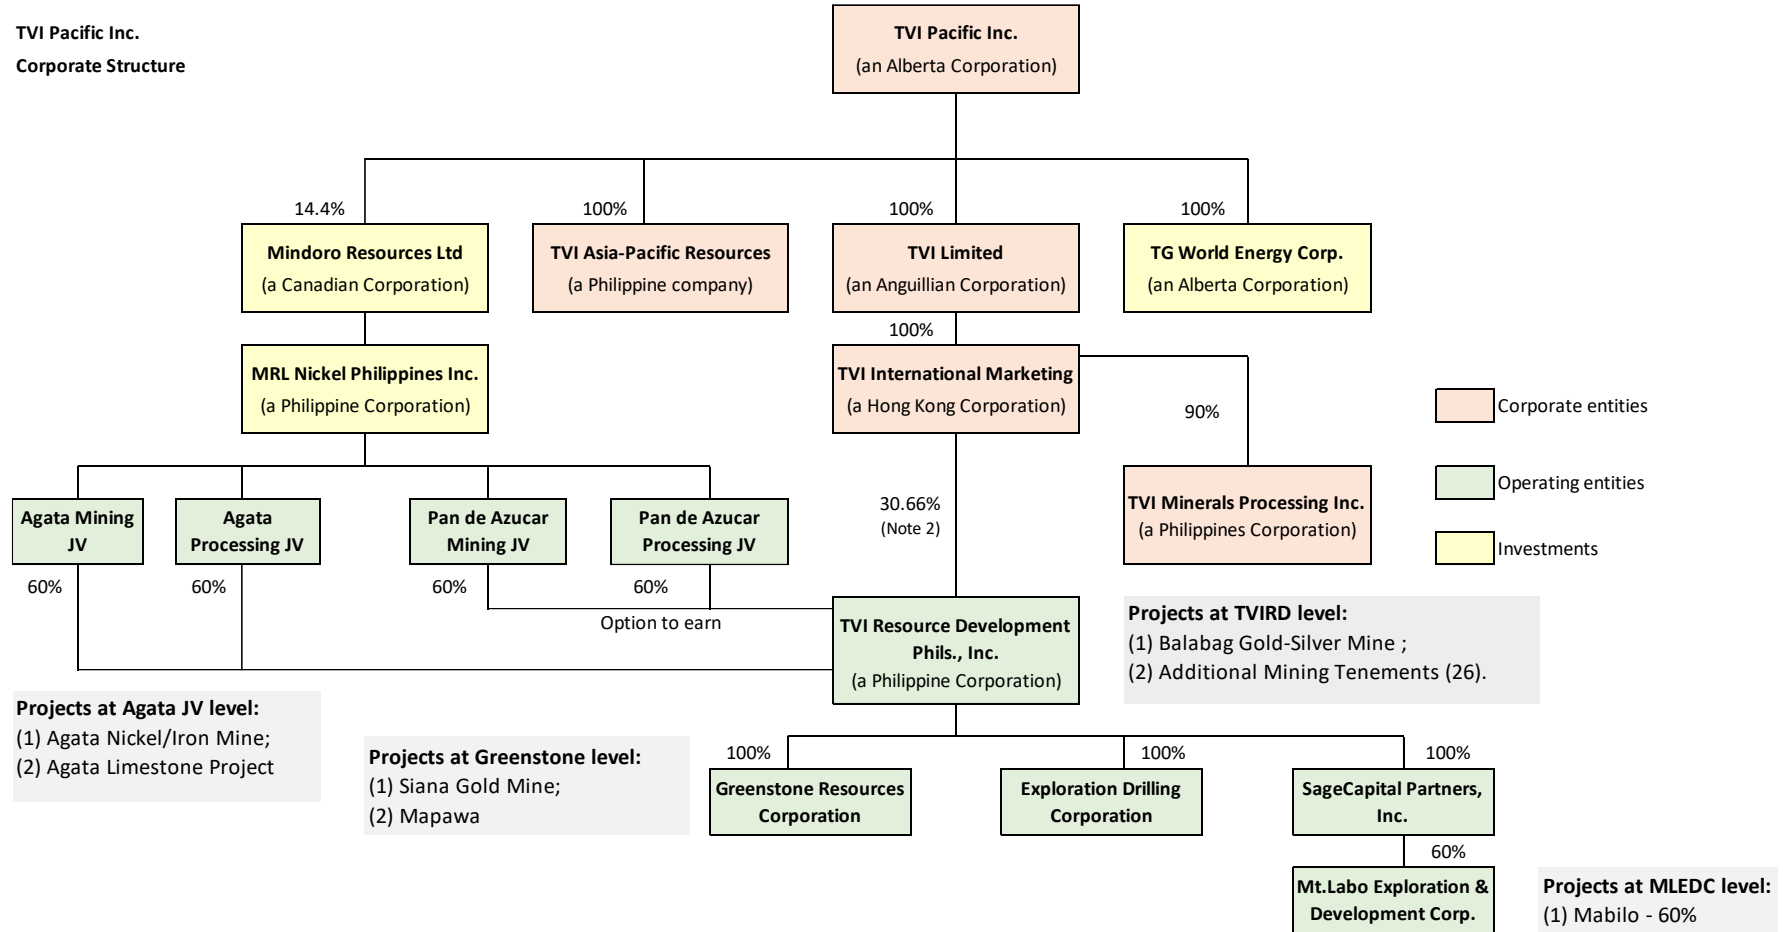 TVI Pacific Inc.
Corporate Structure
TVI Pacific Inc.
(an Alberta Corporation)
14.4%
100%
100%
100%
Mindoro Resources Ltd
(a Canadian Corporation)
TVI Asia-Pacific Resources
(a Philippine company)
TVI Limited
(an Anguillian Corporation)
TG World Energy Corp.
(an Alberta Corporation)
100%
MRL Nickel Philippines Inc.
(a Philippine Corporation)
TVI International Marketing
(a Hong Kong Corporation)
90%
Corporate entities
Operating entities
Investments
Agata Mining
JV
Agata
Processing JV
Pan de Azucar
Mining JV
Pan de Azucar
Processing JV
30.66%
(Note 2)
TVI Minerals Processing Inc.
(a Philippines Corporation)
60%
60%
60%
60%
Option to earn
TVI Resource Development
Phils., Inc.
(a Philippine Corporation)
Projects at TVIRD level:
(1) Balabag Gold-Silver Mine ;
(2) Additional Mining Tenements (26).
Projects at Agata JV level:
(1) Agata Nickel/Iron Mine;
(2) Agata Limestone Project
Projects at Greenstone level:
(1) Siana Gold Mine;
(2) Mapawa
100%
100%
100%
Greenstone Resources
Corporation
Exploration Drilling
Corporation
SageCapital Partners,
Inc.
60%
Mt.Labo Exploration &
Development Corp.
Projects at MLEDC level:
(1) Mabilo - 60%